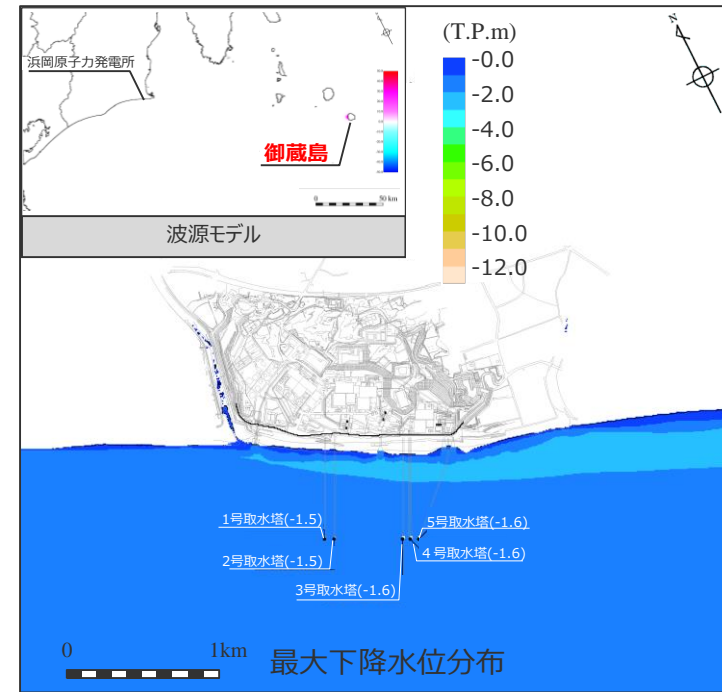 浜岡原子力発電所
御蔵島
0 50 km
波源モデル
(T.P.m)
-0.0
-2.0
-4.0
-6.0
-8.0
-10.0
-12.0
N
1号取水塔(-1.5)
2号取水塔(-1.5)
3号取水塔(-1.6)
5号取水塔(-1.6)
4号取水塔(-1.6)
0 1km
最大下降水位分布